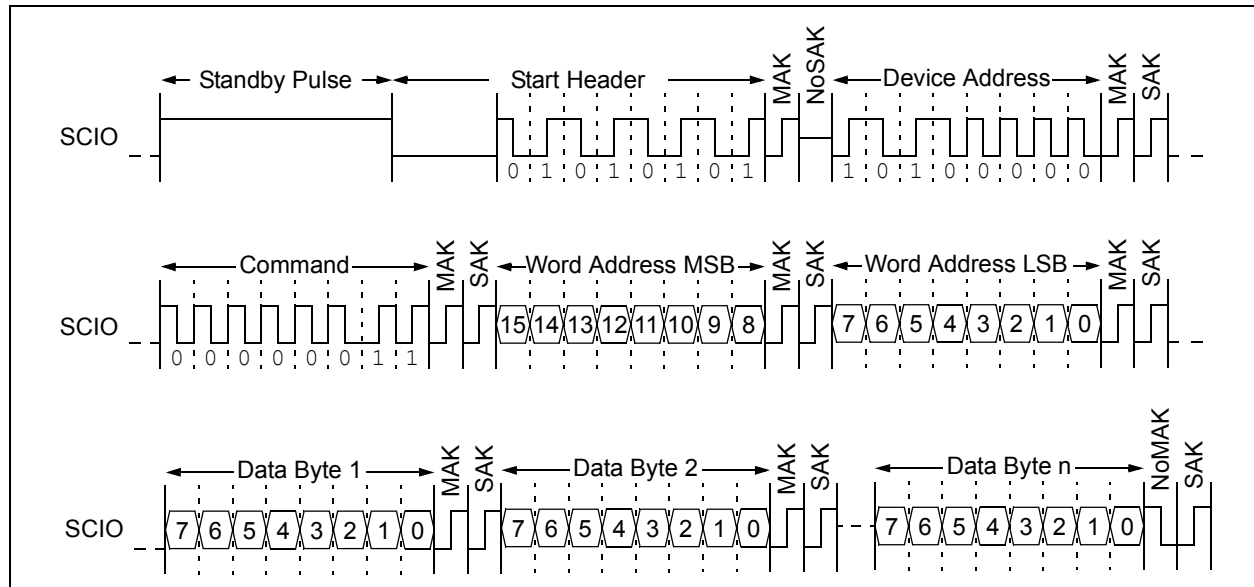 Standby Pulse Start Header MAK NoSAK Device Address MAK SAK
SCIO
0 1 0 1 0 1 0 1 1 0 1 0 0 0 0 0
Command MAK SAK Word Address MSB MAK SAK Word Address LSB MAK SAK
SCIO 15 14 13 12 11 10 9 8 7 6 5 4 3 2 1 0
0 0 0 0 0 0 1 1
Data Byte 1 MAK SAK Data Byte 2 MAK SAK Data Byte n NoMAK SAK
SCIO 7 6 5 4 3 2 1 0 7 6 5 4 3 2 1 0 7 6 5 4 3 2 1 0